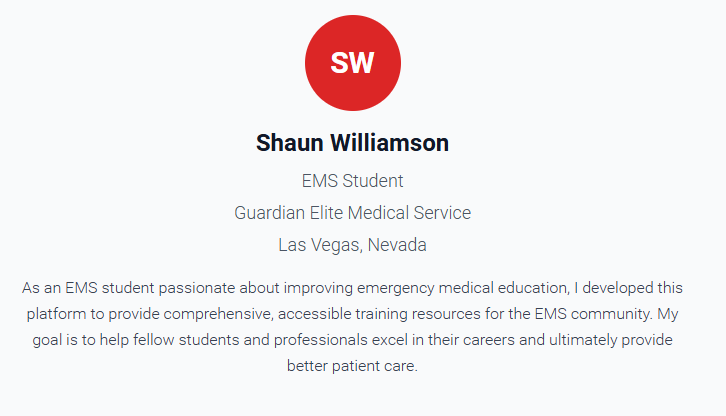 SW
Shaun Williamson
EMS Student
Guardian Elite Medical Service
Las Vegas, Nevada
As an EMS student passionate about improving emergency medical education, I developed this
platform to provide comprehensive, accessible training resources for the EMS community. My
goal is to help fellow students and professionals excel in their careers and ultimately provide
better patient care.